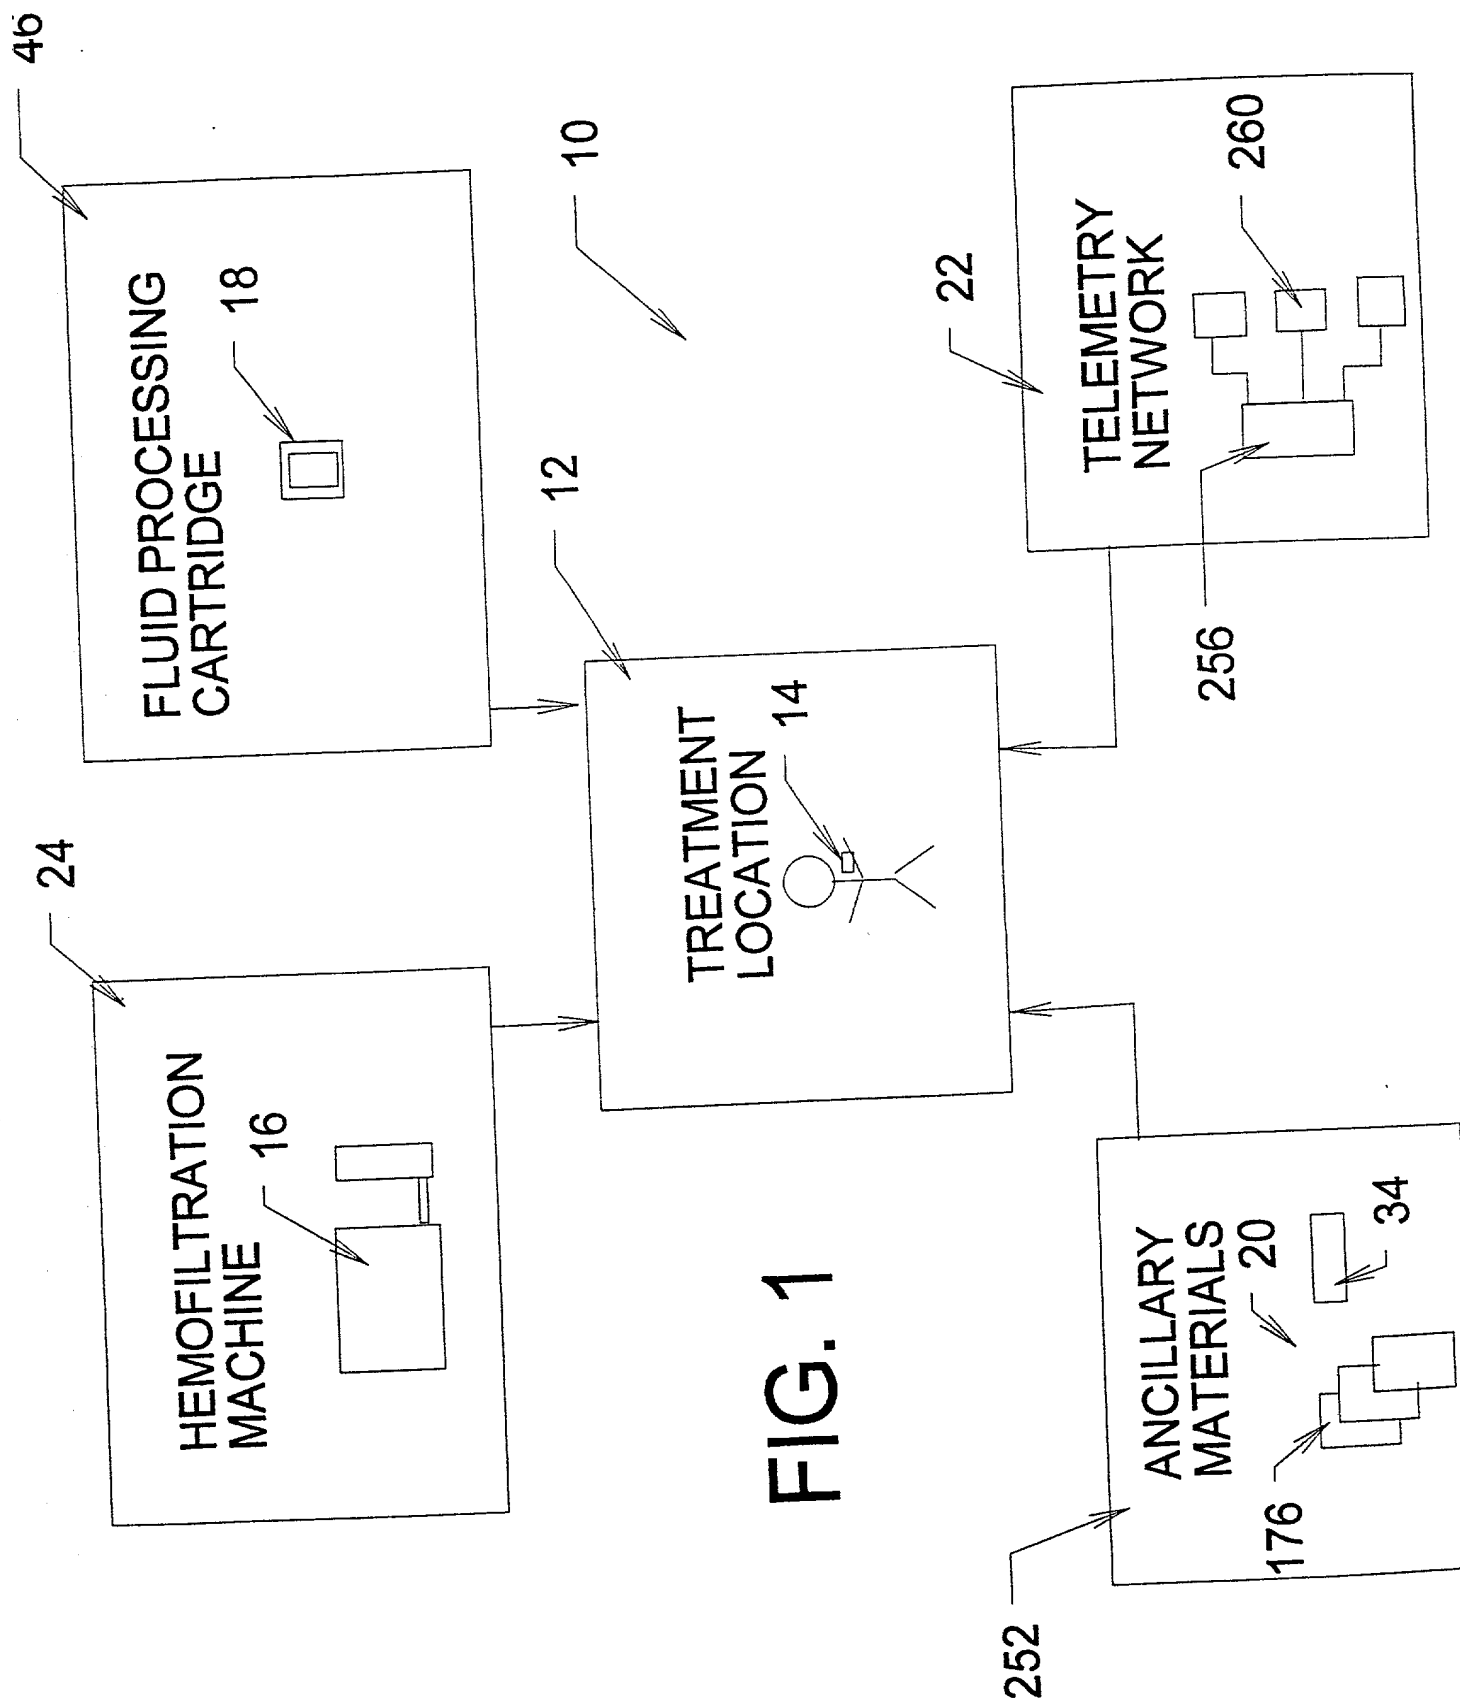 24
HEMOFILTRATION
MACHINE
16
46
FLUID PROCESSING
CARTRIDGE
18
10
12
TREATMENT
LOCATION
14
FIG. 1
252
ANCILLARY
MATERIALS
20
176
34
22
TELEMETRY
NETWORK
256
260